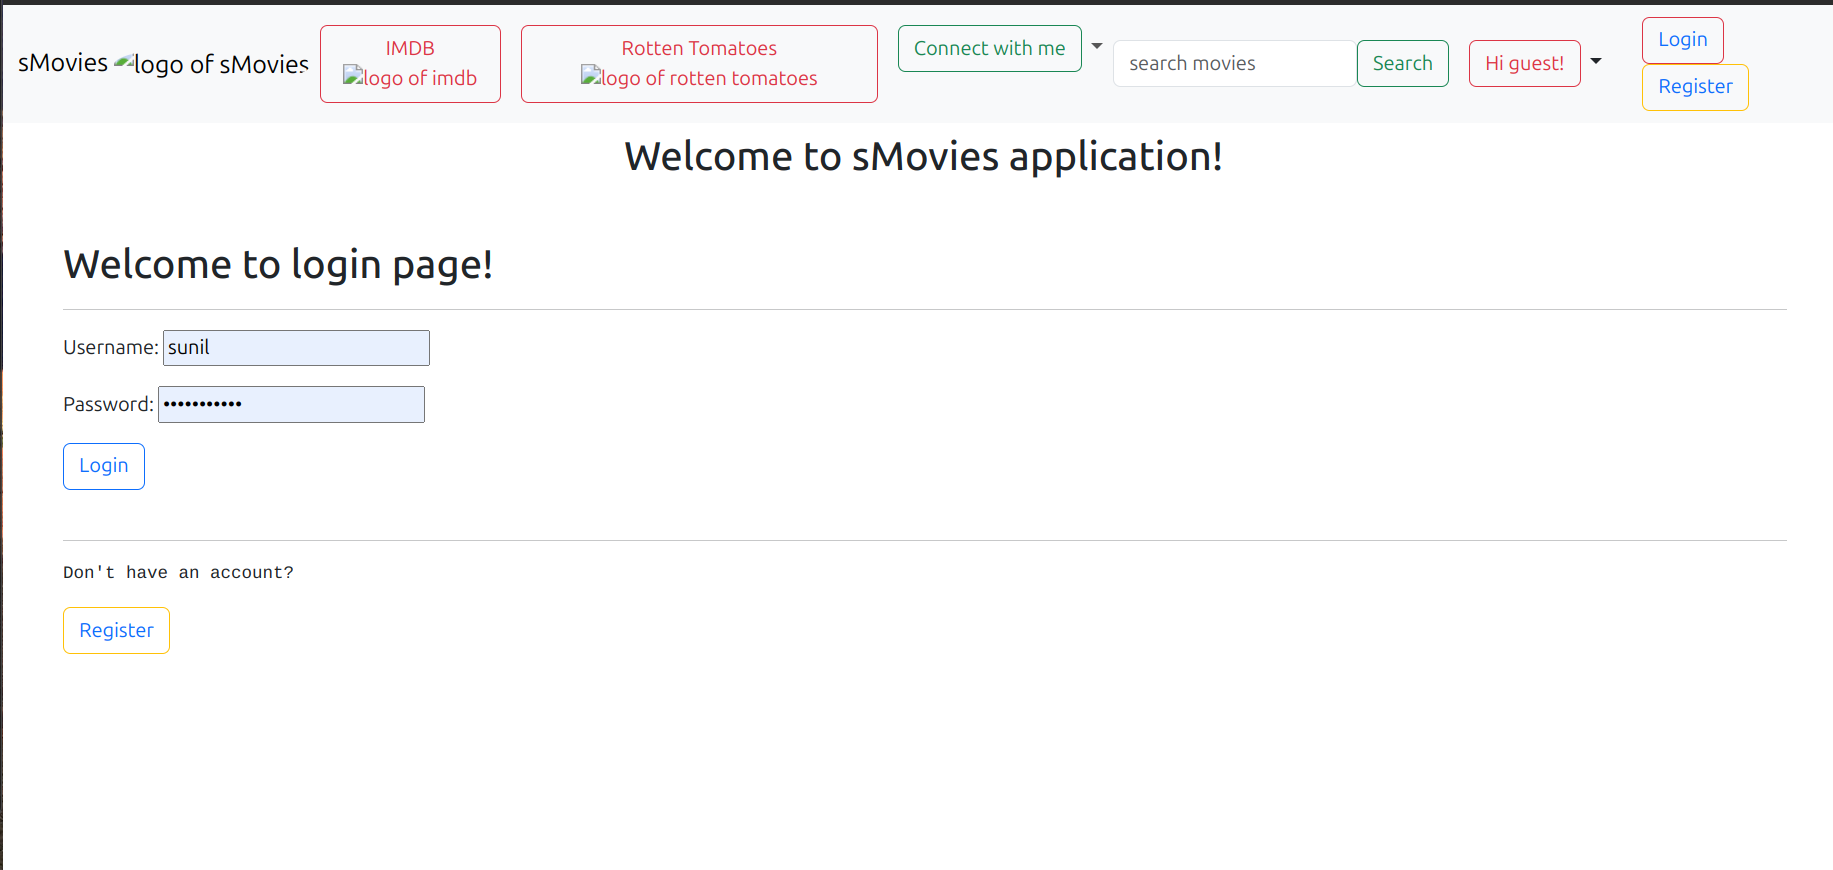 sMovies logo of sMovies
IMDB
logo of imdb
Rotten Tomatoes
logo of rotten tomatoes
Connect with me
search movies
Search
Hi guest!
Login
Register
Welcome to sMovies application!
Welcome to login page!
Username: sunil
Password: •••••••••••
Login
Don't have an account?
Register